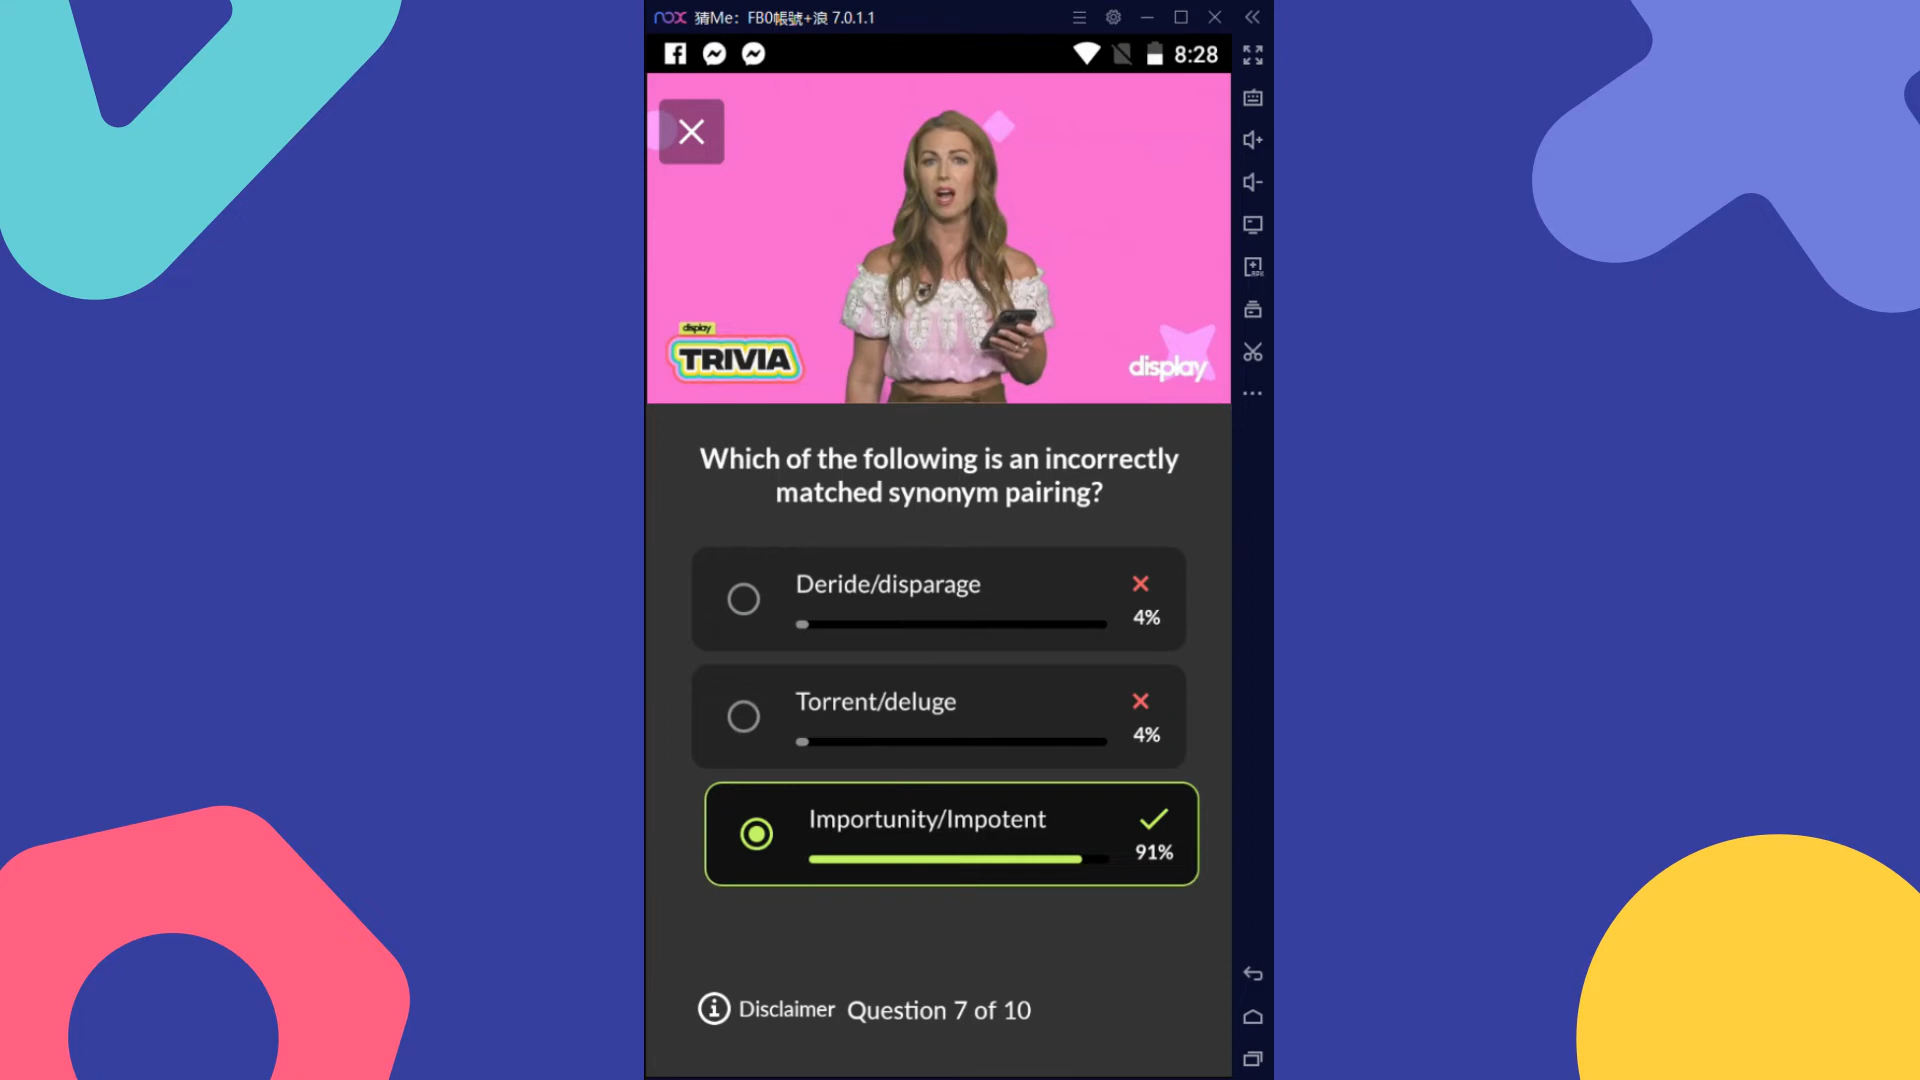 nox 猜Me：FB0帳號+浪 7.0.1.1
8:28
display
TRIVIA
display
Which of the following is an incorrectly
matched synonym pairing?
Deride/disparage
4%
Torrent/deluge
4%
Importunity/Impotent
91%
Disclaimer Question 7 of 10